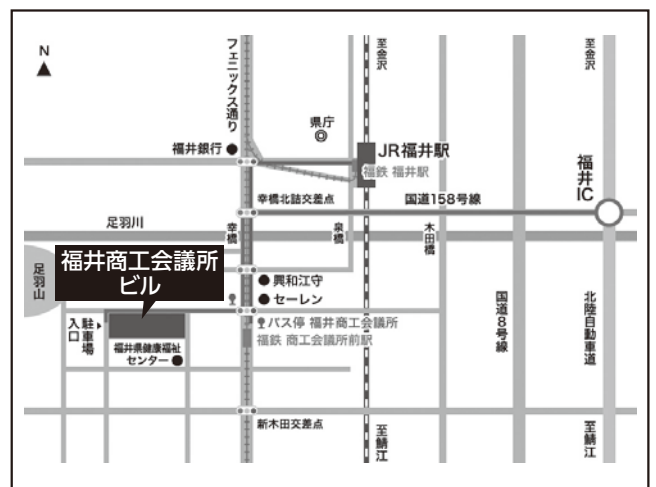 N
フェニックス通り
至金沢
至金沢
県庁
福井銀行
JR福井駅
福鉄 福井駅
福井IC
幸橋北詰交差点
国道158号線
足羽川
幸橋
泉橋
木田橋
足羽山
福井商工会議所
ビル
興和江守
セーレン
バス停 福井商工会議所
福鉄 商工会議所前駅
駐車場
入口
福井県健康福祉
センター
国道8号線
北陸自動車道
新木田交差点
至鯖江
至鯖江